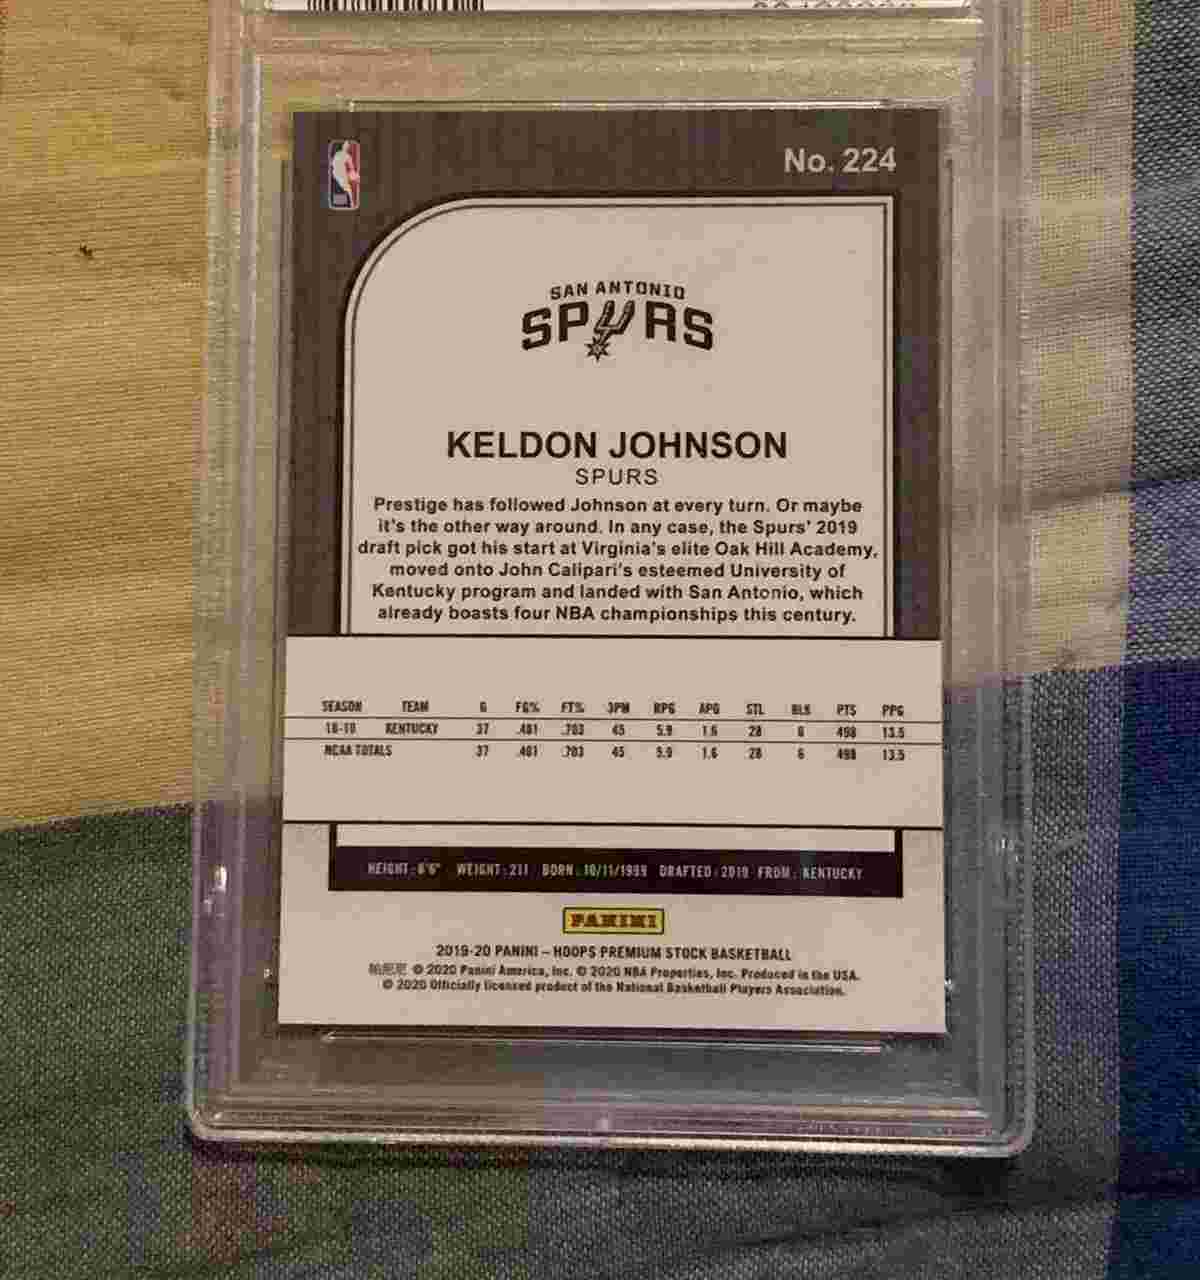 No. 224
SAN ANTONIO
SPURS
KELDON JOHNSON
SPURS
Prestige has followed Johnson at every turn. Or maybe
it's the other way around. In any case, the Spurs' 2019
draft pick got his start at Virginia's elite Oak Hill Academy,
moved onto John Calipari's esteemed University of
Kentucky program and landed with San Antonio, which
already boasts four NBA championships this century.
SEASON TEAM G FG% FT% 3PM RPG APG STL BLK PTS PPG
18-19 KENTUCKY 37 .461 .703 45 5.9 1.6 28 6 498 13.5
NCAA TOTALS 37 .461 .703 45 5.9 1.6 28 6 498 13.5
HEIGHT: 6'6" WEIGHT: 211 BORN: 10/11/1999 DRAFTED: 2019 FROM: KENTUCKY
PANINI
2019-20 PANINI – HOOPS PREMIUM STOCK BASKETBALL
帕尼尼 © 2020 Panini America, Inc. © 2020 NBA Properties, Inc. Produced in the USA.
© 2020 Officially licensed product of the National Basketball Players Association.